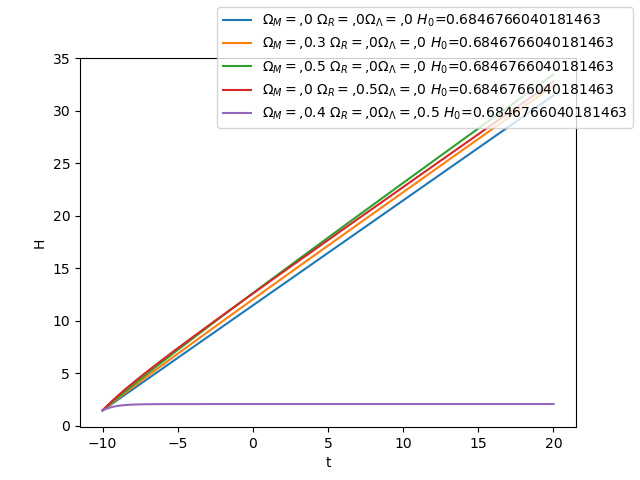 Ω_M =,0 Ω_R =,0Ω_Λ =,0 H_0=0.6846766040181463
Ω_M =,0.3 Ω_R =,0Ω_Λ =,0 H_0=0.6846766040181463
Ω_M =,0.5 Ω_R =,0Ω_Λ =,0 H_0=0.6846766040181463
Ω_M =,0 Ω_R =,0.5Ω_Λ =,0 H_0=0.6846766040181463
Ω_M =,0.4 Ω_R =,0Ω_Λ =,0.5 H_0=0.6846766040181463
35
30
25
20
15
10
5
0
H
−10 −5 0 5 10 15 20
t